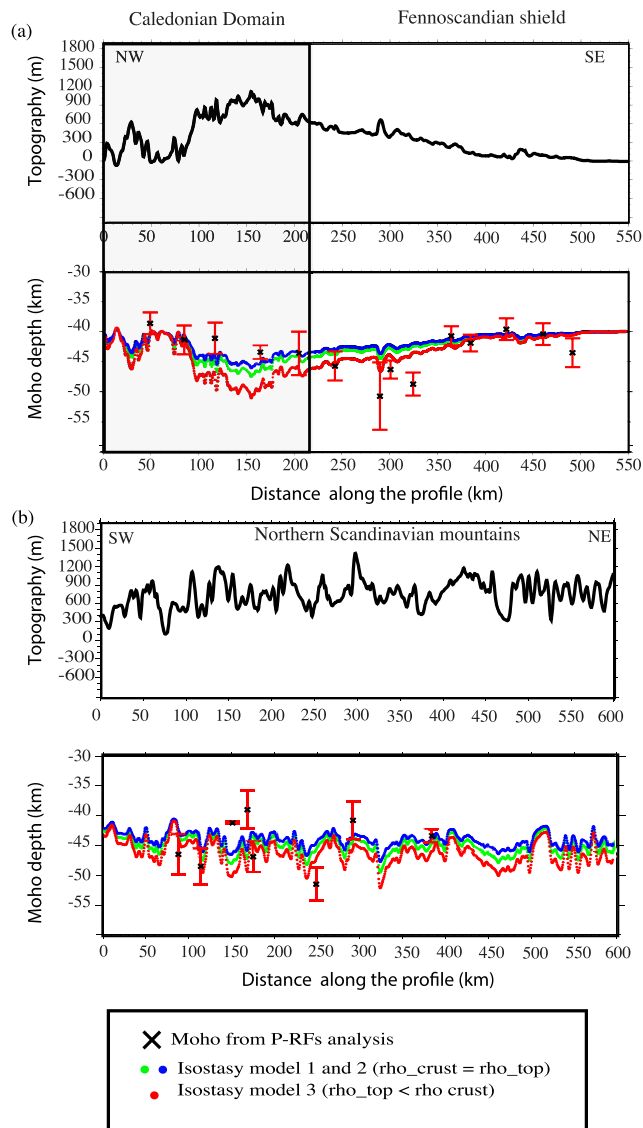 Caledonian Domain Fennoscandian shield
(a)
Topography (m)
1800
1500
1200
900
600
300
0
-300
-600
NW SE
0 50 100 150 200 250 300 350 400 450 500 550
Moho depth (km)
-30
-35
-40
-45
-50
-55
0 50 100 150 200 250 300 350 400 450 500 550
Distance along the profile (km)
(b)
Topography (m)
1800
1500
1200
900
600
300
0
-300
-600
SW Northern Scandinavian mountains NE
0 50 100 150 200 250 300 350 400 450 500 550 600
Moho depth (km)
-30
-35
-40
-45
-50
-55
0 50 100 150 200 250 300 350 400 450 500 550 600
Distance along the profile (km)
Moho from P-RFs analysis
Isostasy model 1 and 2 (rho_crust = rho_top)
Isostasy model 3 (rho_top < rho crust)